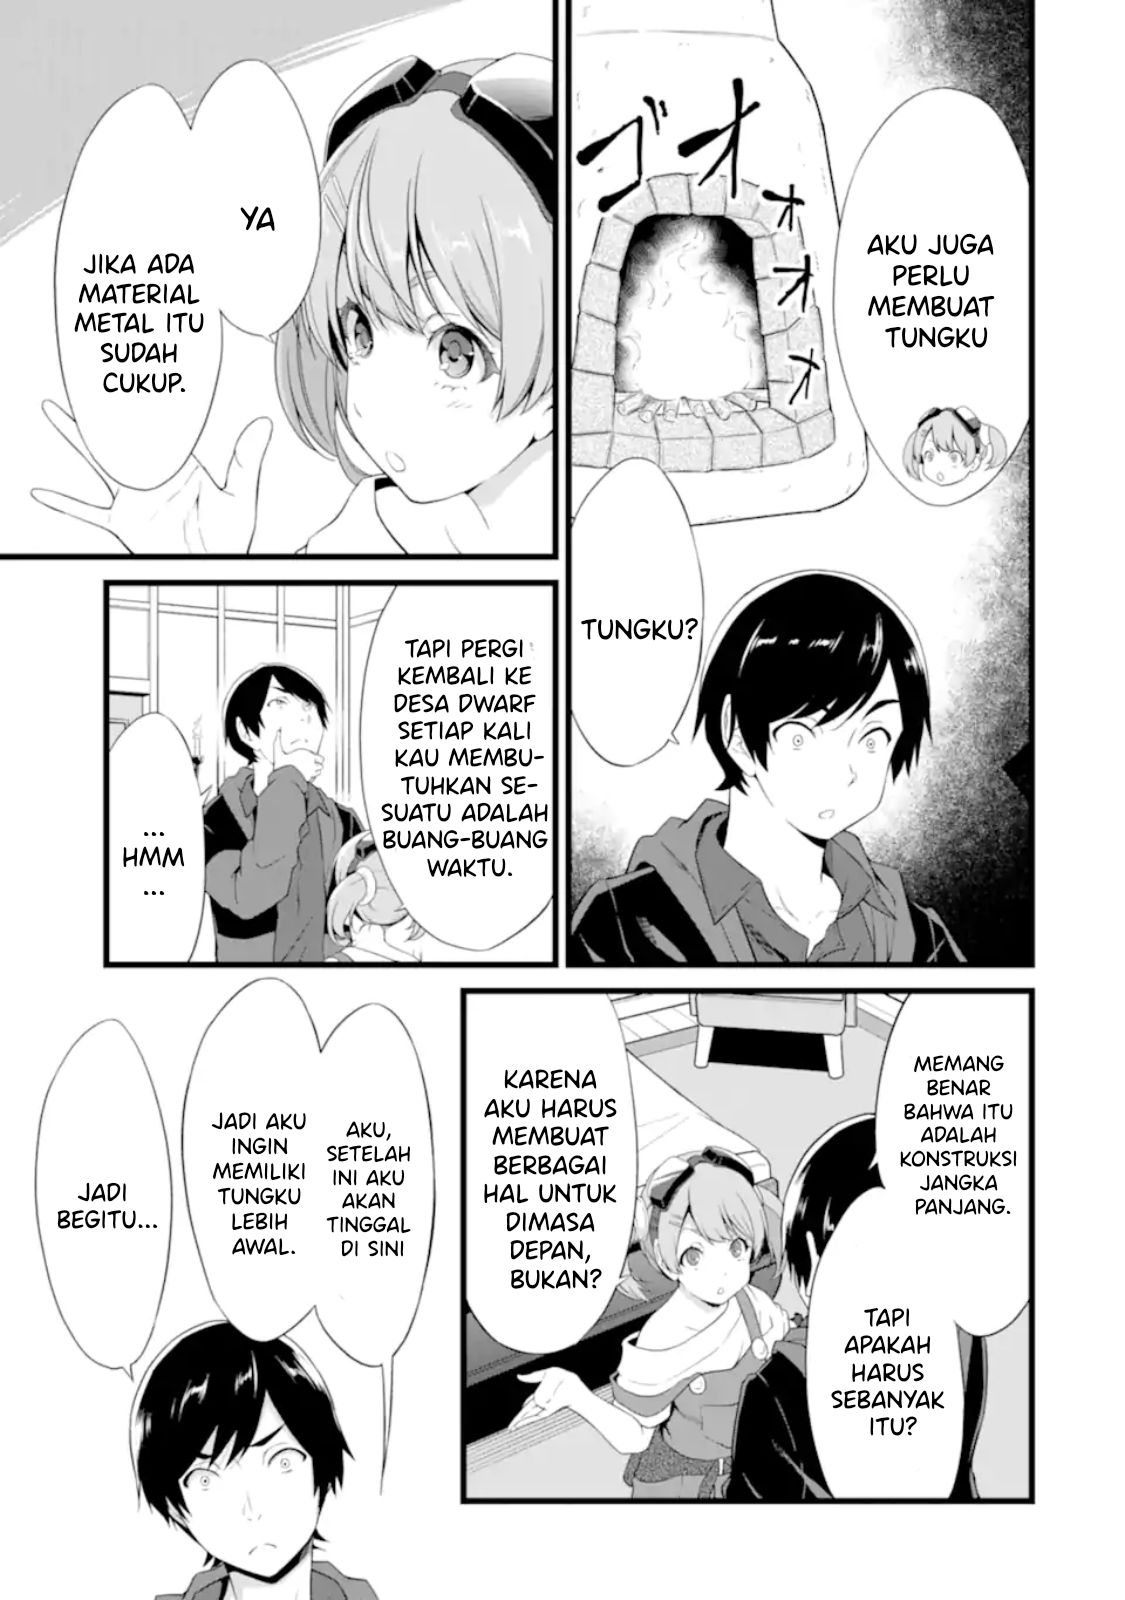 AKU JUGA
PERLU
MEMBUAT
TUNGKU
ゴオォォォ
TUNGKU?
YA
JIKA ADA
MATERIAL
METAL ITU
SUDAH
CUKUP.
TAPI PERGI
KEMBALI KE
DESA DWARF
SETIAP KALI
KAU MEMBU-
TUHKAN SE-
SUATU ADALAH
BUANG-BUANG
WAKTU.
...
HMM
...
MEMANG
BENAR
BAHWA ITU
ADALAH
KONSTRUKSI
JANGKA
PANJANG.
TAPI
APAKAH
HARUS
SEBANYAK
ITU?
KARENA
AKU HARUS
MEMBUAT
BERBAGAI
HAL UNTUK
DIMASA
DEPAN,
BUKAN?
AKU,
SETELAH
INI AKU
AKAN
TINGGAL
DI SINI
JADI AKU
INGIN
MEMILIKI
TUNGKU
LEBIH
AWAL.
JADI
BEGITU...